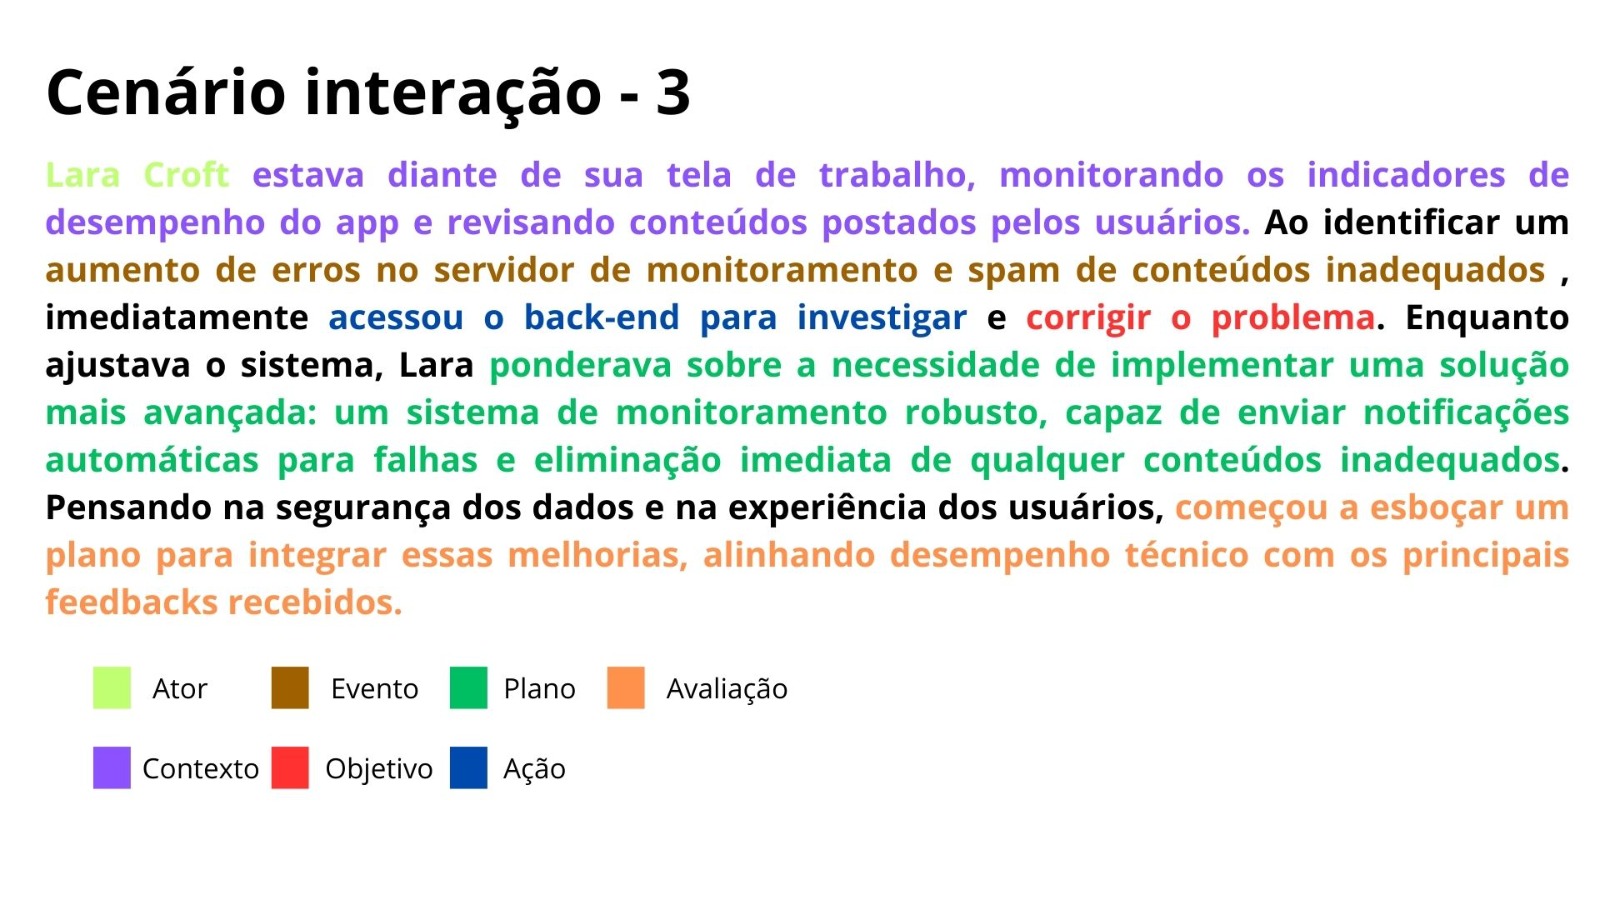 Cenário interação - 3
Lara Croft estava diante de sua tela de trabalho, monitorando os indicadores de
desempenho do app e revisando conteúdos postados pelos usuários. Ao identificar um
aumento de erros no servidor de monitoramento e spam de conteúdos inadequados ,
imediatamente acessou o back-end para investigar e corrigir o problema. Enquanto
ajustava o sistema, Lara ponderava sobre a necessidade de implementar uma solução
mais avançada: um sistema de monitoramento robusto, capaz de enviar notificações
automáticas para falhas e eliminação imediata de qualquer conteúdos inadequados.
Pensando na segurança dos dados e na experiência dos usuários, começou a esboçar um
plano para integrar essas melhorias, alinhando desempenho técnico com os principais
feedbacks recebidos.
Ator Evento Plano Avaliação
Contexto Objetivo Ação